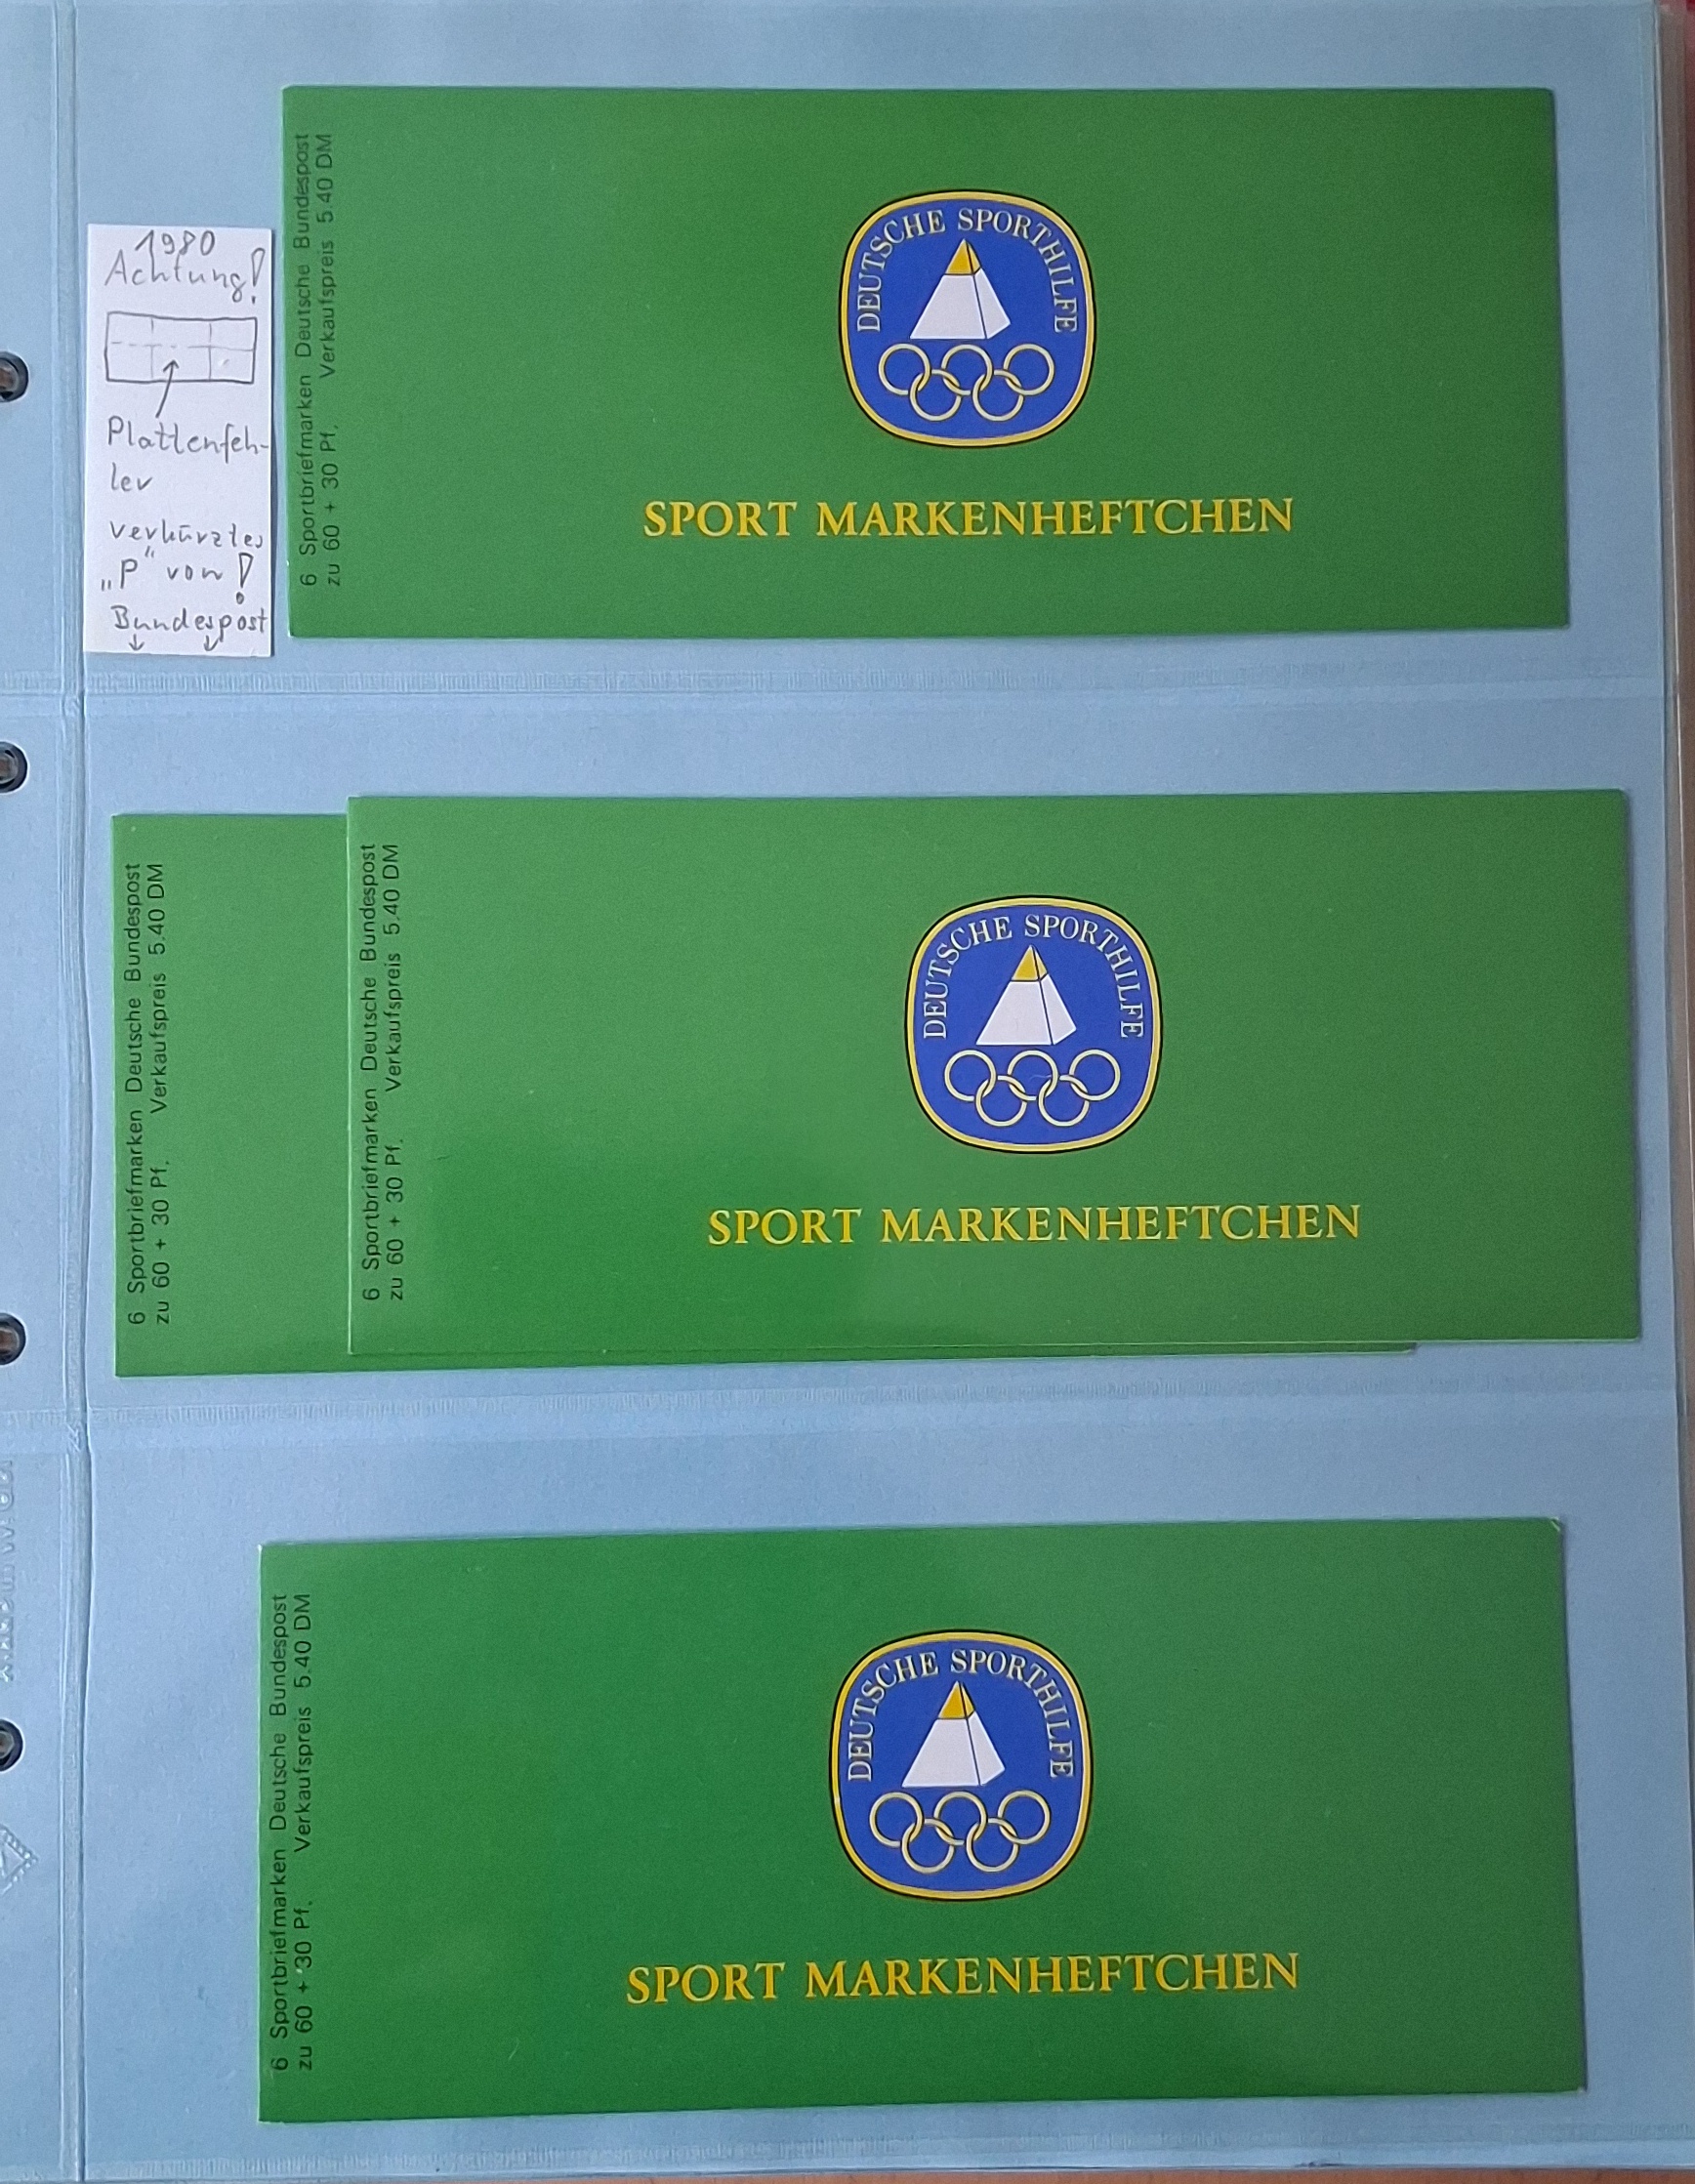 1980
Achtung!
Plattenfeh-
ler
verkürztes
„P" von!
Bundespost
6 Sportbriefmarken Deutsche Bundespost
zu 60 + 30 Pf. Verkaufspreis 5.40 DM
DEUTSCHE SPORTHILFE
SPORT MARKENHEFTCHEN
6 Sportbriefmarken Deutsche Bundespost
zu 60 + 30 Pf. Verkaufspreis 5.40 DM
6 Sportbriefmarken Deutsche Bundespost
zu 60 + 30 Pf. Verkaufspreis 5.40 DM
DEUTSCHE SPORTHILFE
SPORT MARKENHEFTCHEN
6 Sportbriefmarken Deutsche Bundespost
zu 60 + 30 Pf. Verkaufspreis 5.40 DM
DEUTSCHE SPORTHILFE
SPORT MARKENHEFTCHEN